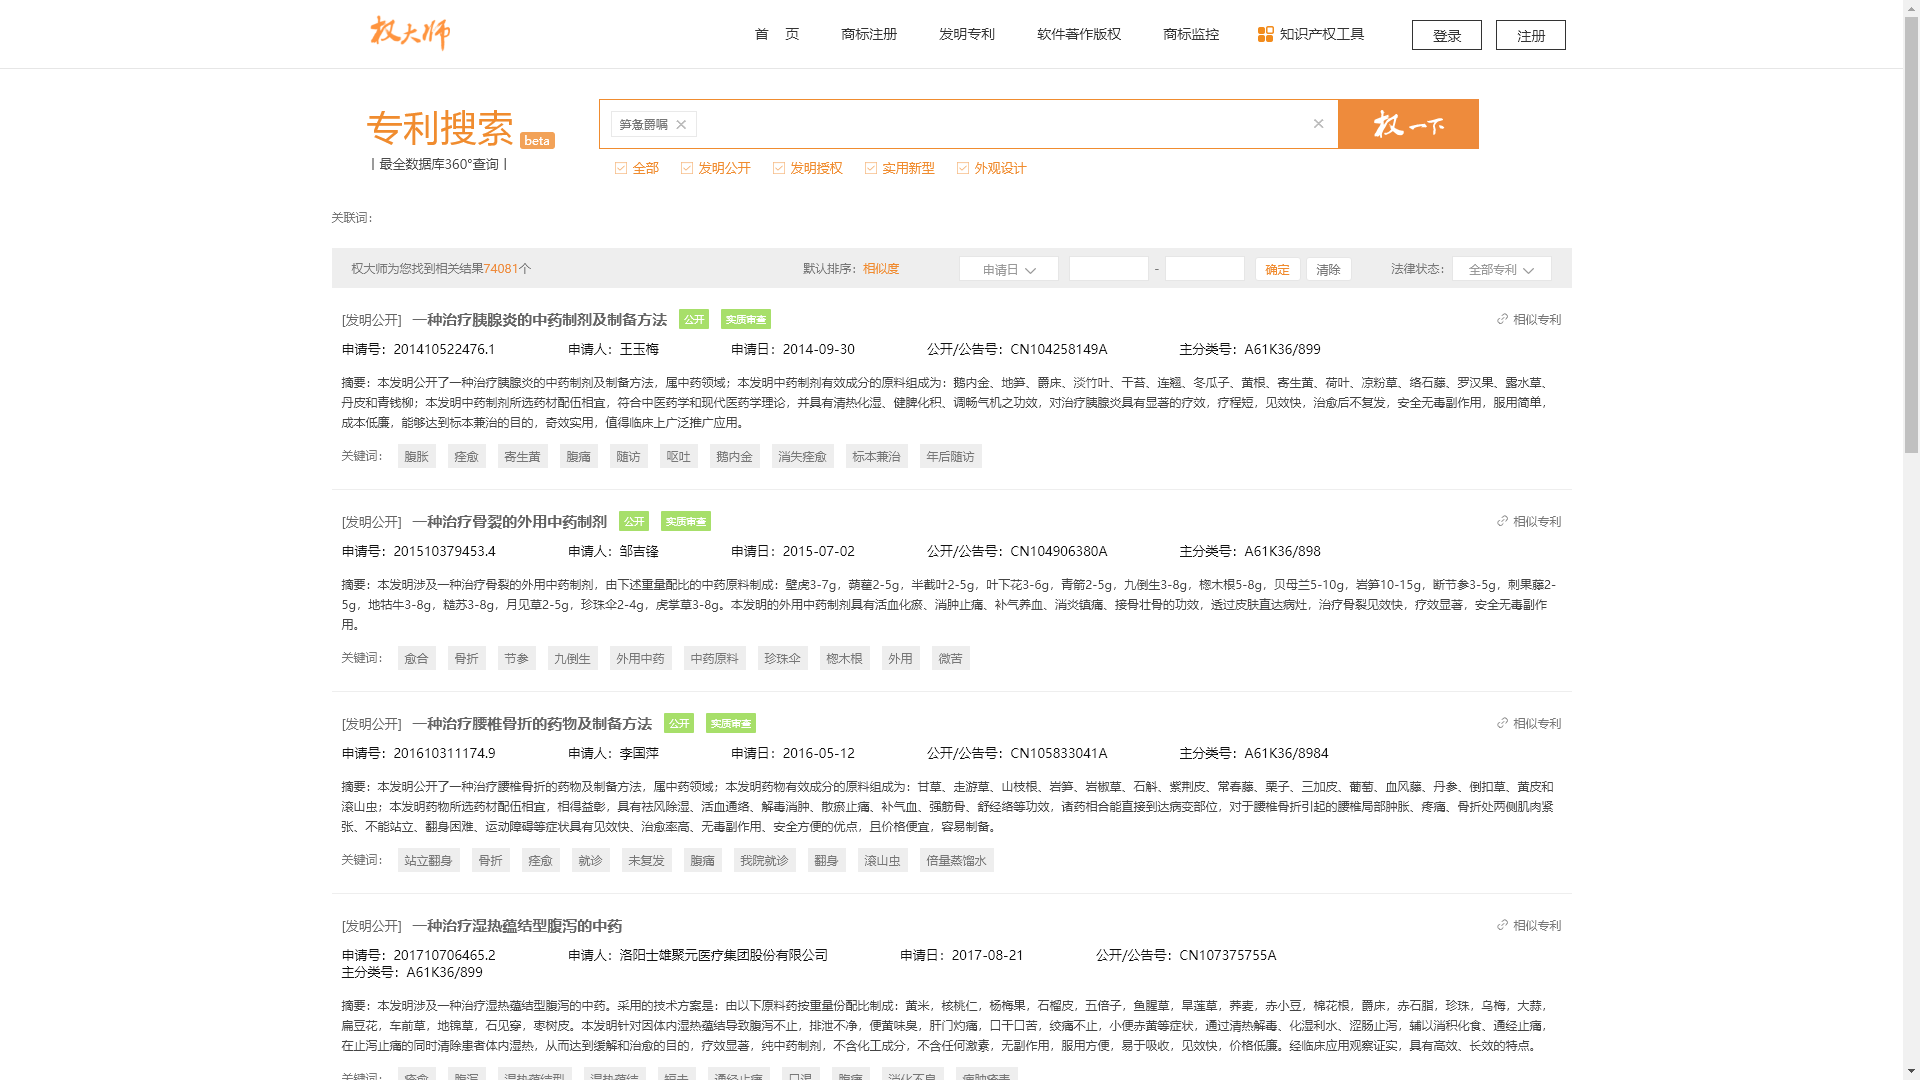 权大师
首 页 商标注册 发明专利 软件著作版权 商标监控 知识产权工具 登录 注册
专利搜索 beta
最全数据库360°查询
笋惫爵嘱 权一下
全部 发明公开 发明授权 实用新型 外观设计
关联词：
权大师为您找到相关结果74081个 默认排序：相似度 申请日 - 确定 清除 法律状态： 全部专利
[发明公开] 一种治疗胰腺炎的中药制剂及制备方法 公开 实质审查 相似专利
申请号：201410522476.1 申请人：王玉梅 申请日：2014-09-30 公开/公告号：CN104258149A 主分类号：A61K36/899
摘要：本发明公开了一种治疗胰腺炎的中药制剂及制备方法，属中药领域；本发明中药制剂有效成分的原料组成为：鹅内金、地笋、爵床、淡竹叶、干苔、连翘、冬瓜子、黄根、寄生黄、荷叶、凉粉草、络石藤、罗汉果、露水草、
丹皮和青钱柳；本发明中药制剂所选药材配伍相宜，符合中医药学和现代医药学理论，并具有清热化湿、健脾化积、调畅气机之功效，对治疗胰腺炎具有显著的疗效，疗程短，见效快，治愈后不复发，安全无毒副作用，服用简单，
成本低廉，能够达到标本兼治的目的，奇效实用，值得临床上广泛推广应用。
关键词： 腹胀 痊愈 寄生黄 腹痛 随访 呕吐 鹅内金 消失痊愈 标本兼治 年后随访
[发明公开] 一种治疗骨裂的外用中药制剂 公开 实质审查 相似专利
申请号：201510379453.4 申请人：邹吉锋 申请日：2015-07-02 公开/公告号：CN104906380A 主分类号：A61K36/898
摘要：本发明涉及一种治疗骨裂的外用中药制剂，由下述重量配比的中药原料制成：壁虎3-7g，蒴藋2-5g，半截叶2-5g，叶下花3-6g，青箭2-5g，九倒生3-8g，楤木根5-8g，贝母兰5-10g，岩笋10-15g，断节参3-5g，刺果藤2-
5g，地牯牛3-8g，糙苏3-8g，月见草2-5g，珍珠伞2-4g，虎掌草3-8g。本发明的外用中药制剂具有活血化瘀、消肿止痛、补气养血、消炎镇痛、接骨壮骨的功效，透过皮肤直达病灶，治疗骨裂见效快，疗效显著，安全无毒副作
用。
关键词： 愈合 骨折 节参 九倒生 外用中药 中药原料 珍珠伞 楤木根 外用 微苦
[发明公开] 一种治疗腰椎骨折的药物及制备方法 公开 实质审查 相似专利
申请号：201610311174.9 申请人：李国萍 申请日：2016-05-12 公开/公告号：CN105833041A 主分类号：A61K36/8984
摘要：本发明公开了一种治疗腰椎骨折的药物及制备方法，属中药领域；本发明药物有效成分的原料组成为：甘草、走游草、山枝根、岩笋、岩椒草、石斛、紫荆皮、常春藤、栗子、三加皮、葡萄、血风藤、丹参、倒扣草、黄皮和
滚山虫；本发明药物所选药材配伍相宜，相得益彰，具有祛风除湿、活血通络、解毒消肿、散瘀止痛、补气血、强筋骨、舒经络等功效，诸药相合能直接到达病变部位，对于腰椎骨折引起的腰椎局部肿胀、疼痛、骨折处两侧肌肉紧
张、不能站立、翻身困难、运动障碍等症状具有见效快、治愈率高、无毒副作用、安全方便的优点，且价格便宜，容易制备。
关键词： 站立翻身 骨折 痊愈 就诊 未复发 腹痛 我院就诊 翻身 滚山虫 倍量蒸馏水
[发明公开] 一种治疗湿热蕴结型腹泻的中药 相似专利
申请号：201710706465.2 申请人：洛阳士雄聚元医疗集团股份有限公司 申请日：2017-08-21 公开/公告号：CN107375755A
主分类号：A61K36/899
摘要：本发明涉及一种治疗湿热蕴结型腹泻的中药。采用的技术方案是：由以下原料药按重量份配比制成：黄米，核桃仁，杨梅果，石榴皮，五倍子，鱼腥草，旱莲草，荞麦，赤小豆，棉花根，爵床，赤石脂，珍珠，乌梅，大蒜，
扁豆花，车前草，地锦草，石见穿，枣树皮。本发明针对因体内湿热蕴结导致腹泻不止，排泄不净，便黄味臭，肝门灼痛，口干口苦，绞痛不止，小便赤黄等症状，通过清热解毒、化湿利水、涩肠止泻，辅以消积化食、通经止痛，
在止泻止痛的同时清除患者体内湿热，从而达到缓解和治愈的目的，疗效显著，纯中药制剂，不含化工成分，不含任何激素，无副作用，服用方便，易于吸收，见效快，价格低廉。经临床应用观察证实，具有高效、长效的特点。
关键词： 痊愈 腹泻 湿热蕴结型 湿热蕴结 通经止痛 口渴 腹痛 消化不良